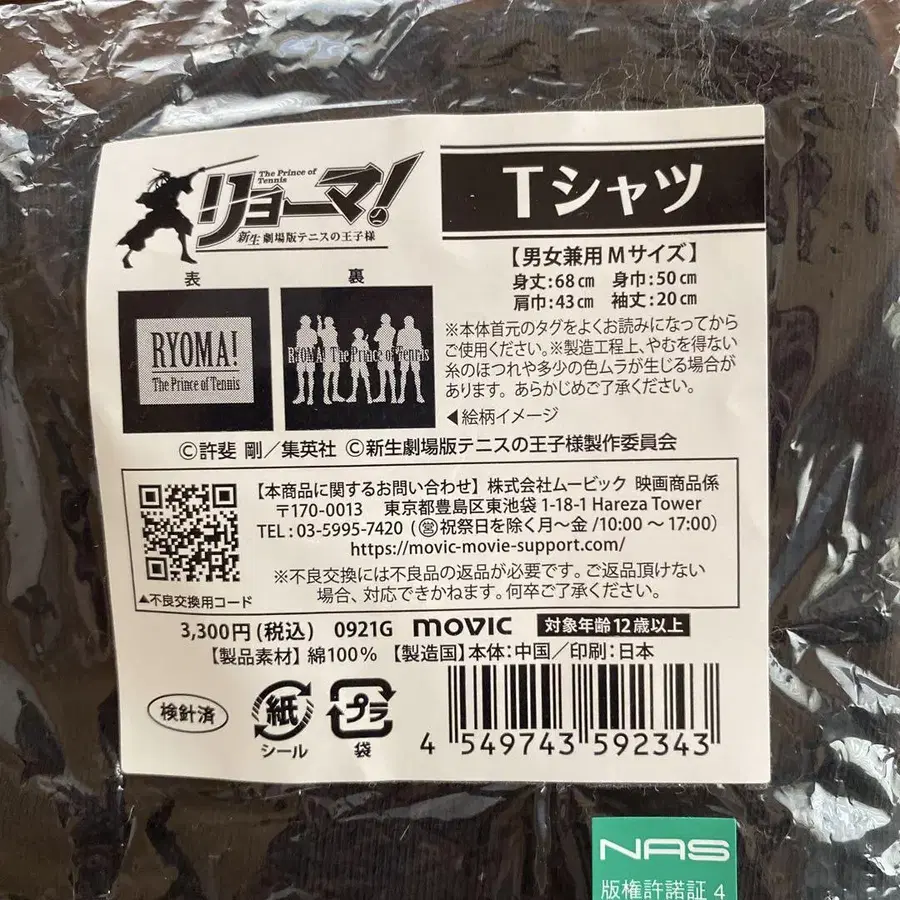 The Prince of
Tennis
リョーマ!
新生劇場版テニスの王子様
Tシャツ
【男女兼用Mサイズ】
身丈:68㎝ 身巾:50㎝
肩巾:43㎝ 袖丈:20㎝
※本体首元のタグをよくお読みになってから
ご使用ください。※製造工程上、やむを得ない
糸のほつれや多少の色ムラが生じる場合が
あります。あらかじめご了承ください。
◀絵柄イメージ
表
裏
RYOMA!
The Prince of Tennis
RYOMA! The Prince of Tennis
©許斐 剛/集英社 ©新生劇場版テニスの王子様製作委員会
【本商品に関するお問い合わせ】株式会社ムービック 映画商品係
〒170-0013 東京都豊島区東池袋1-18-1 Hareza Tower
TEL:03-5995-7420(㊡祝祭日を除く月〜金/10:00〜17:00)
https://movic-movie-support.com/
▲不良交換用コード
※不良交換には不良品の返品が必要です。ご返品頂けない
場合、対応できかねます。何卒ご了承ください。
3,300円(税込) 0921G movic 対象年齢12歳以上
【製品素材】綿100% 【製造国】本体:中国/印刷:日本
検針済
紙
シール
プラ
袋
4 549743 592343
NAS
版権許諾証 4